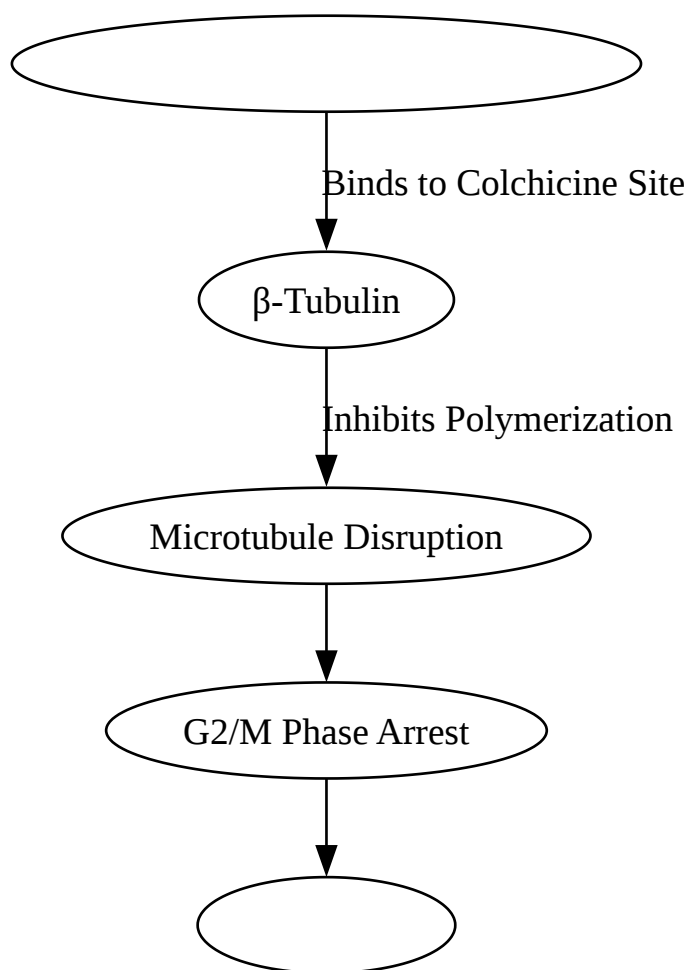 Binds to Colchicine Site
β-Tubulin
Inhibits Polymerization
Microtubule Disruption
G2/M Phase Arrest